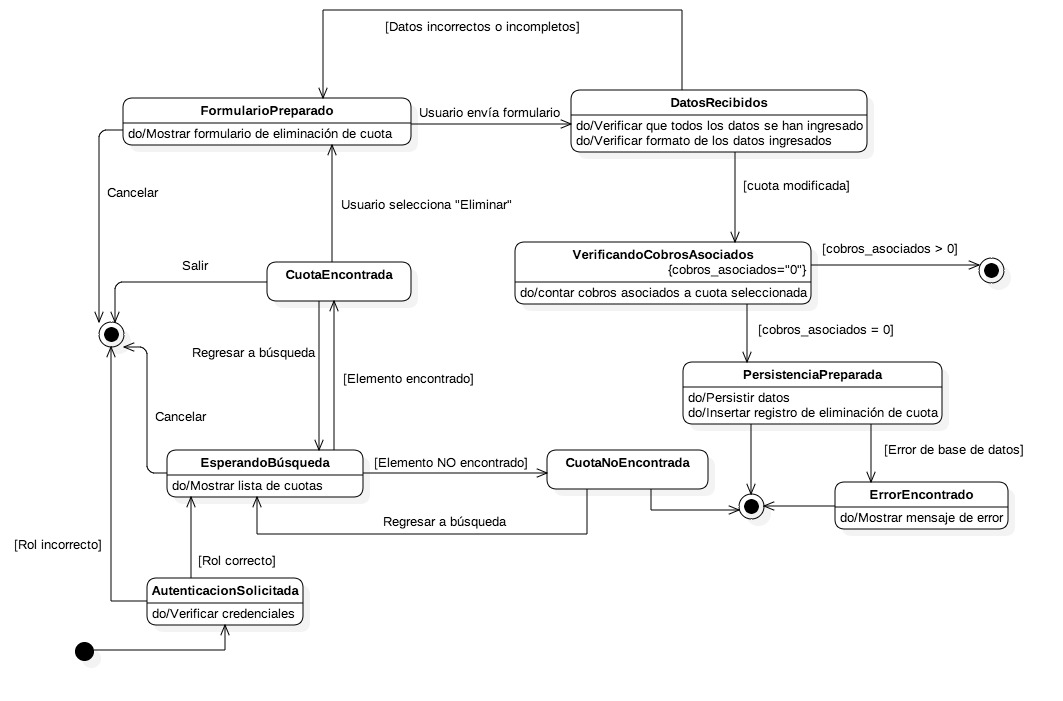 [Datos incorrectos o incompletos]
FormularioPreparado
do/Mostrar formulario de eliminación de cuota
Usuario envía formulario
DatosRecibidos
do/Verificar que todos los datos se han ingresado
do/Verificar formato de los datos ingresados
Cancelar
Usuario selecciona "Eliminar"
[cuota modificada]
Salir
CuotaEncontrada
VerificandoCobrosAsociados
{cobros_asociados="0"}
do/contar cobros asociados a cuota seleccionada
[cobros_asociados > 0]
[cobros_asociados = 0]
Regresar a búsqueda
[Elemento encontrado]
PersistenciaPreparada
do/Persistir datos
do/Insertar registro de eliminación de cuota
Cancelar
EsperandoBúsqueda
do/Mostrar lista de cuotas
[Elemento NO encontrado]
CuotaNoEncontrada
[Error de base de datos]
ErrorEncontrado
do/Mostrar mensaje de error
Regresar a búsqueda
[Rol incorrecto]
[Rol correcto]
AutenticacionSolicitada
do/Verificar credenciales